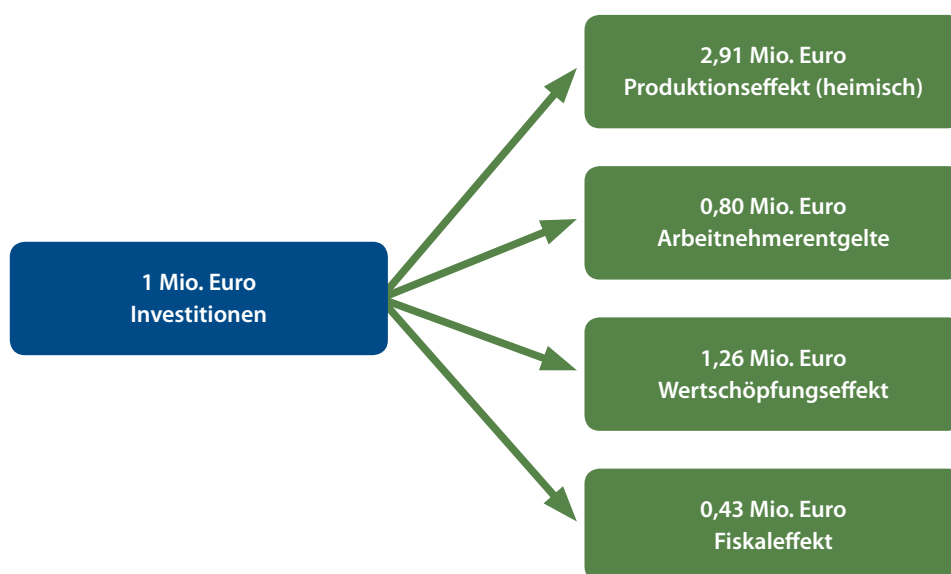 2,91 Mio. Euro
Produktionseffekt (heimisch)
0,80 Mio. Euro
Arbeitnehmerentgelte
1 Mio. Euro
Investitionen
1,26 Mio. Euro
Wertschöpfungseffekt
0,43 Mio. Euro
Fiskaleffekt